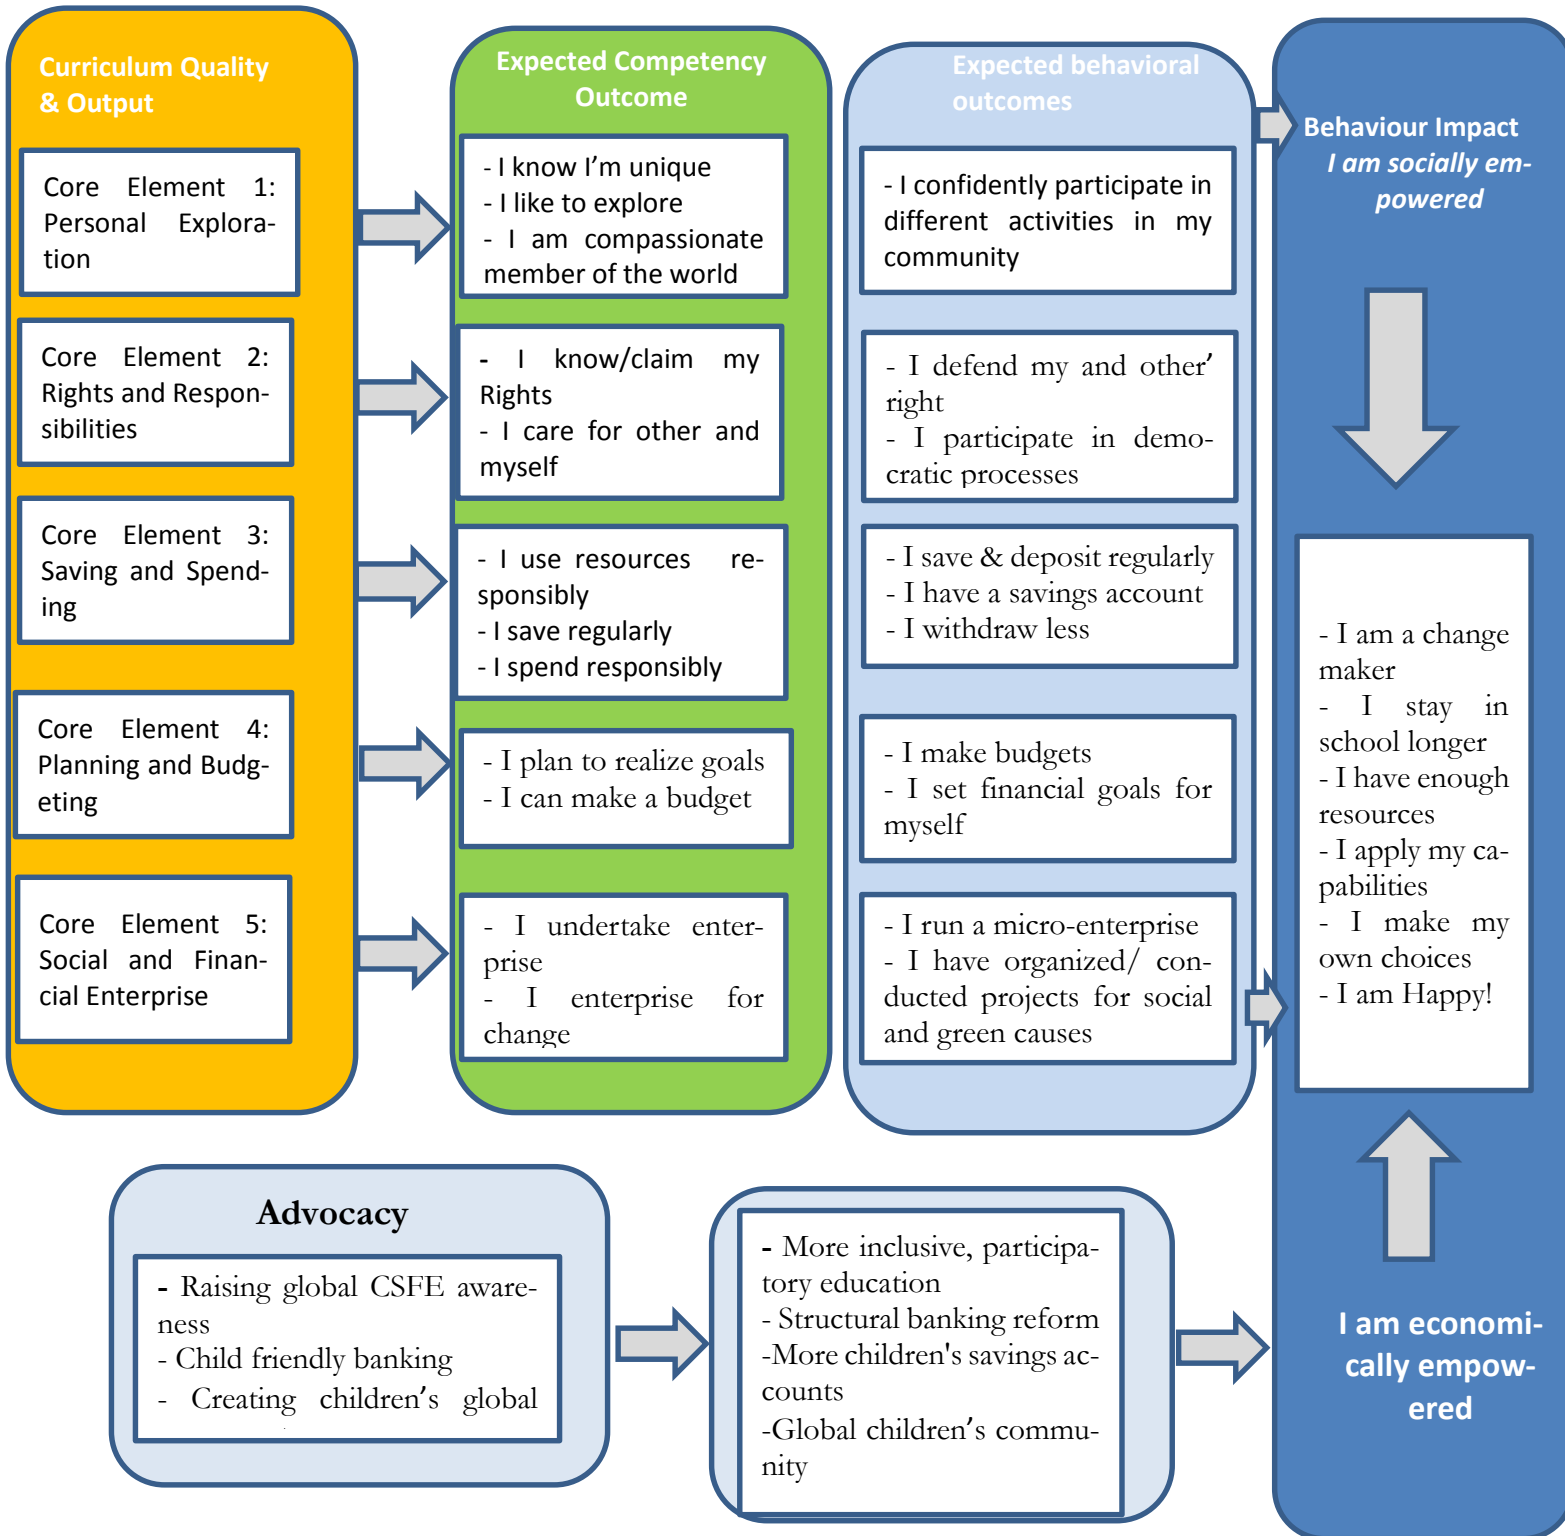 Curriculum Quality
& Output
Core Element 1:
Personal Explora-
tion
Core Element 2:
Rights and Respon-
sibilities
Core Element 3:
Saving and Spend-
ing
Core Element 4:
Planning and Budg-
eting
Core Element 5:
Social and Finan-
cial Enterprise
Expected Competency
Outcome
- I know I’m unique
- I like to explore
- I am compassionate
member of the world
- I know/claim my
Rights
- I care for other and
myself
- I use resources re-
sponsibly
- I save regularly
- I spend responsibly
- I plan to realize goals
- I can make a budget
- I undertake enter-
prise
- I enterprise for
change
Expected behavioral
outcomes
- I confidently participate in
different activities in my
community
- I defend my and other’
right
- I participate in demo-
cratic processes
- I save & deposit regularly
- I have a savings account
- I withdraw less
- I make budgets
- I set financial goals for
myself
- I run a micro-enterprise
- I have organized/ con-
ducted projects for social
and green causes
Behaviour Impact
I am socially em-
powered
- I am a change
maker
- I stay in
school longer
- I have enough
resources
- I apply my ca-
pabilities
- I make my
own choices
- I am Happy!
I am economi-
cally empow-
ered
Advocacy
- Raising global CSFE aware-
ness
- Child friendly banking
- Creating children’s global
- More inclusive, participa-
tory education
- Structural banking reform
-More children's savings ac-
counts
-Global children’s commu-
nity